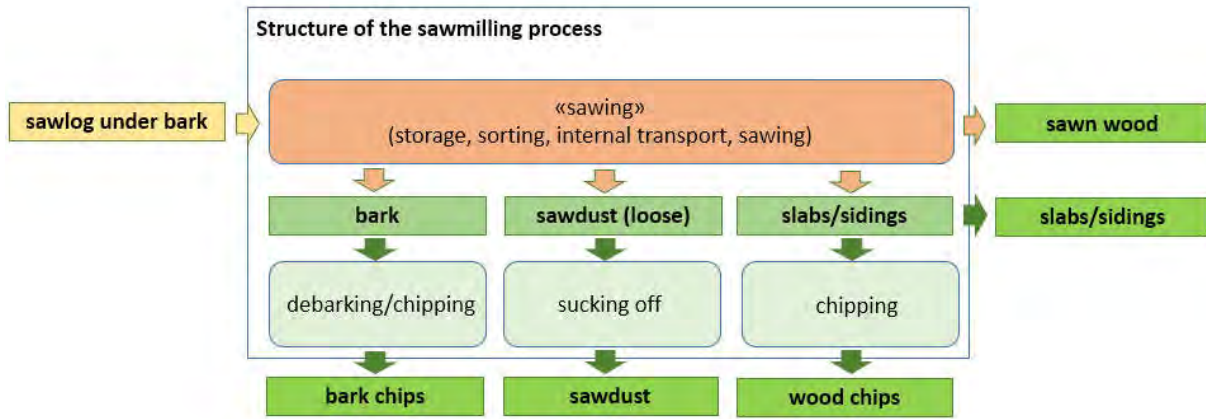 Structure of the sawmilling process
sawlog under bark
«sawing»
(storage, sorting, internal transport, sawing)
sawn wood
bark
sawdust (loose)
slabs/sidings
slabs/sidings
debarking/chipping
sucking off
chipping
bark chips
sawdust
wood chips